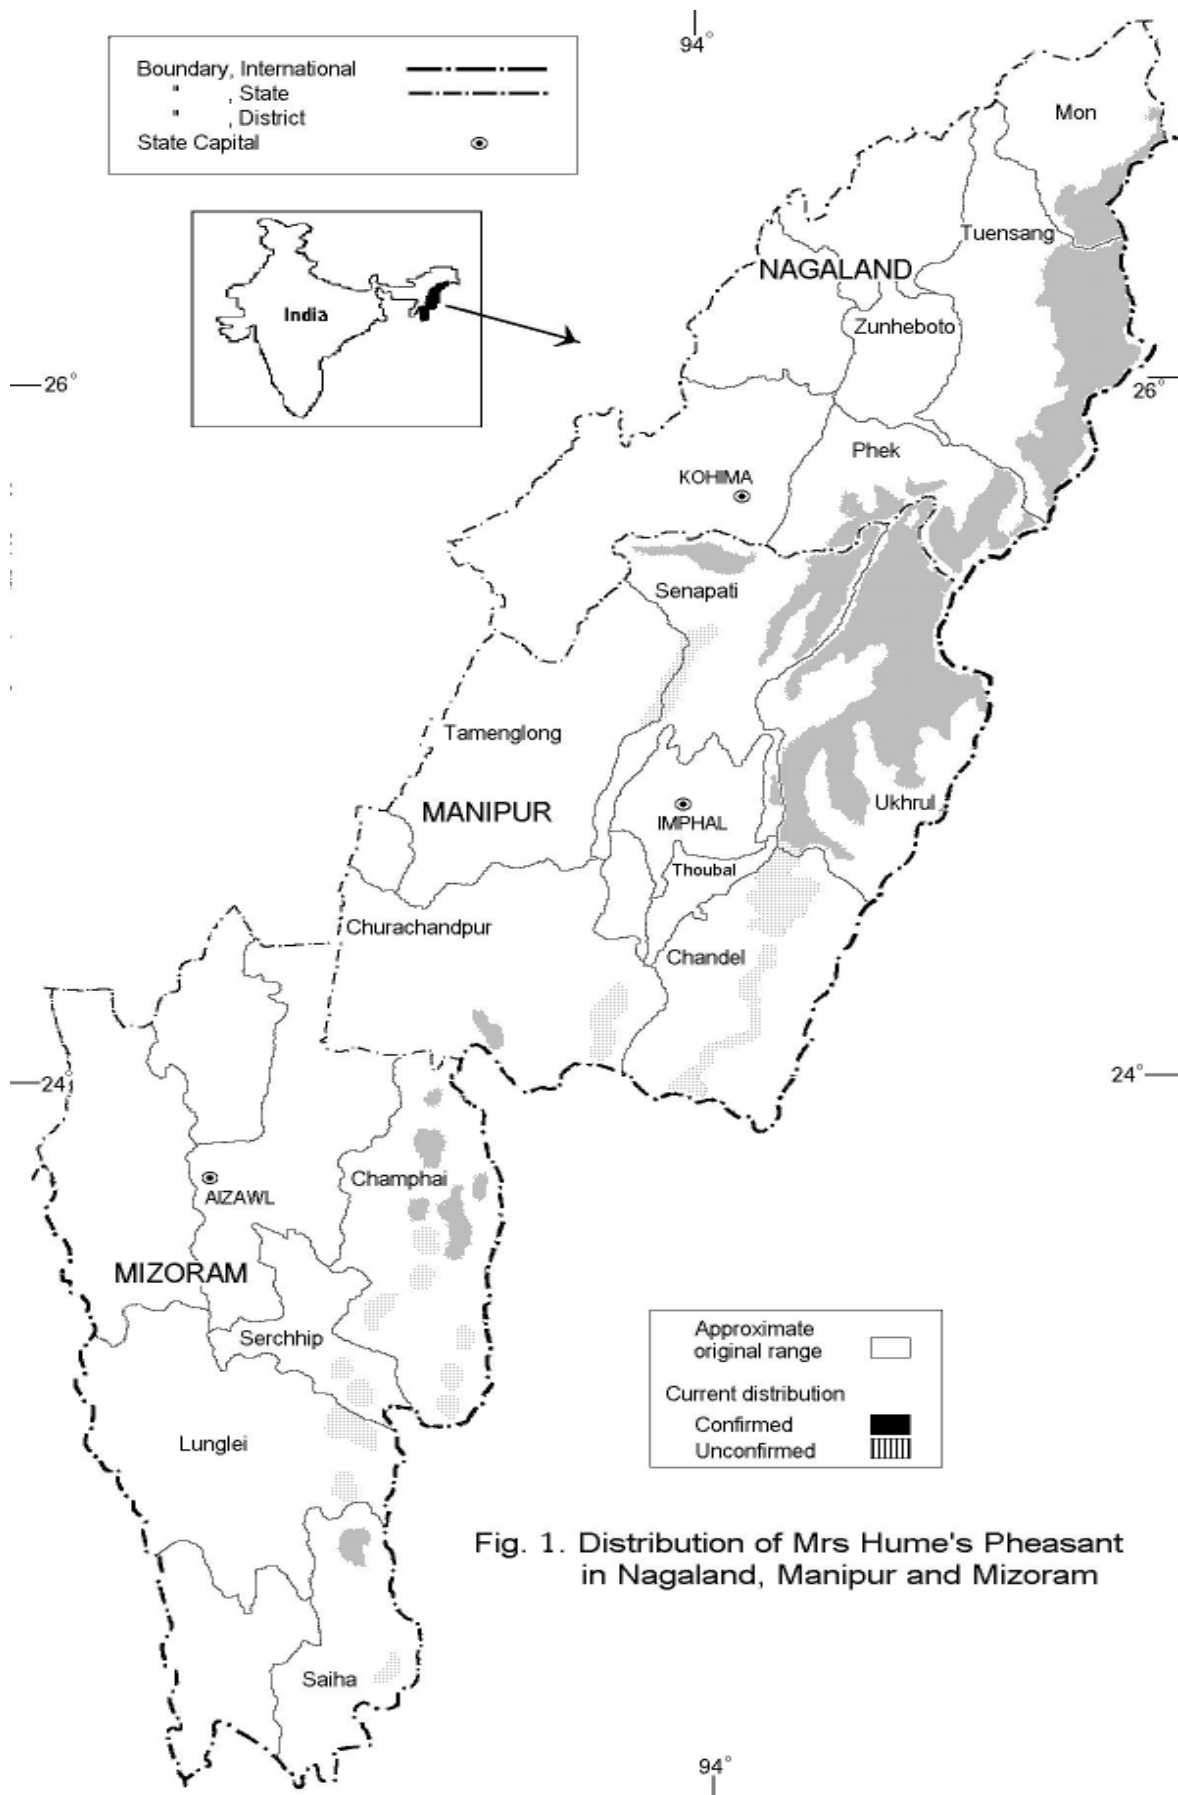 94°
Boundary, International
" , State
" , District
State Capital
Mon
Tuensang
NAGALAND
India
Zunheboto
26°
26°
Phek
KOHIMA
Senapati
Tamenglong
MANIPUR
IMPHAL
Ukhrul
Thoubal
Churachandpur
Chandel
24°
24°
Champhai
AIZAWL
MIZORAM
Serchhip
Approximate
original range
Current distribution
Confirmed
Unconfirmed
Lunglei
Fig. 1. Distribution of Mrs Hume's Pheasant
in Nagaland, Manipur and Mizoram
Saiha
94°